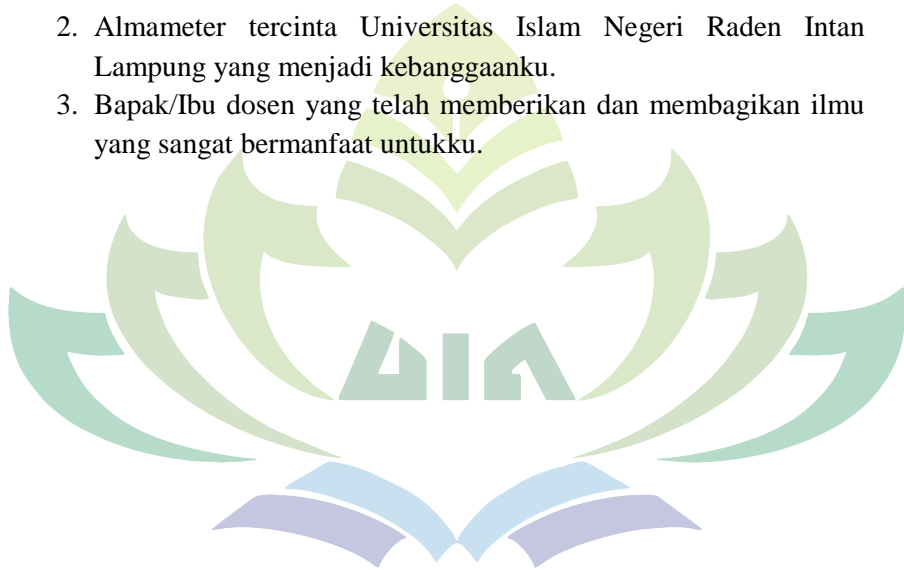 2. Almameter tercinta Universitas Islam Negeri Raden Intan
Lampung yang menjadi kebanggaanku.
3. Bapak/Ibu dosen yang telah memberikan dan membagikan ilmu
yang sangat bermanfaat untukku.
UIN